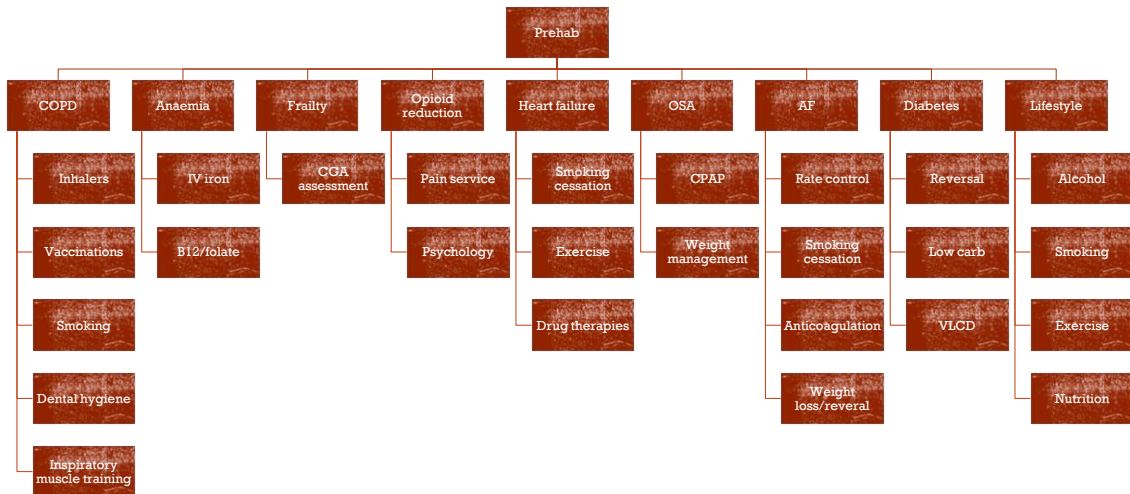 Prehab
COPD
Anaemia
Frailty
Opioid
reduction
Heart failure
OSA
AF
Diabetes
Lifestyle
Inhalers
IV iron
CGA
assessment
Pain service
Smoking
cessation
CPAP
Rate control
Reversal
Alcohol
Vaccinations
B12/folate
Psychology
Exercise
Weight
management
Smoking
cessation
Low carb
Smoking
Smoking
Drug therapies
Anticoagulation
VLCD
Exercise
Dental hygiene
Weight
loss/reveral
Nutrition
Inspiratory
muscle training